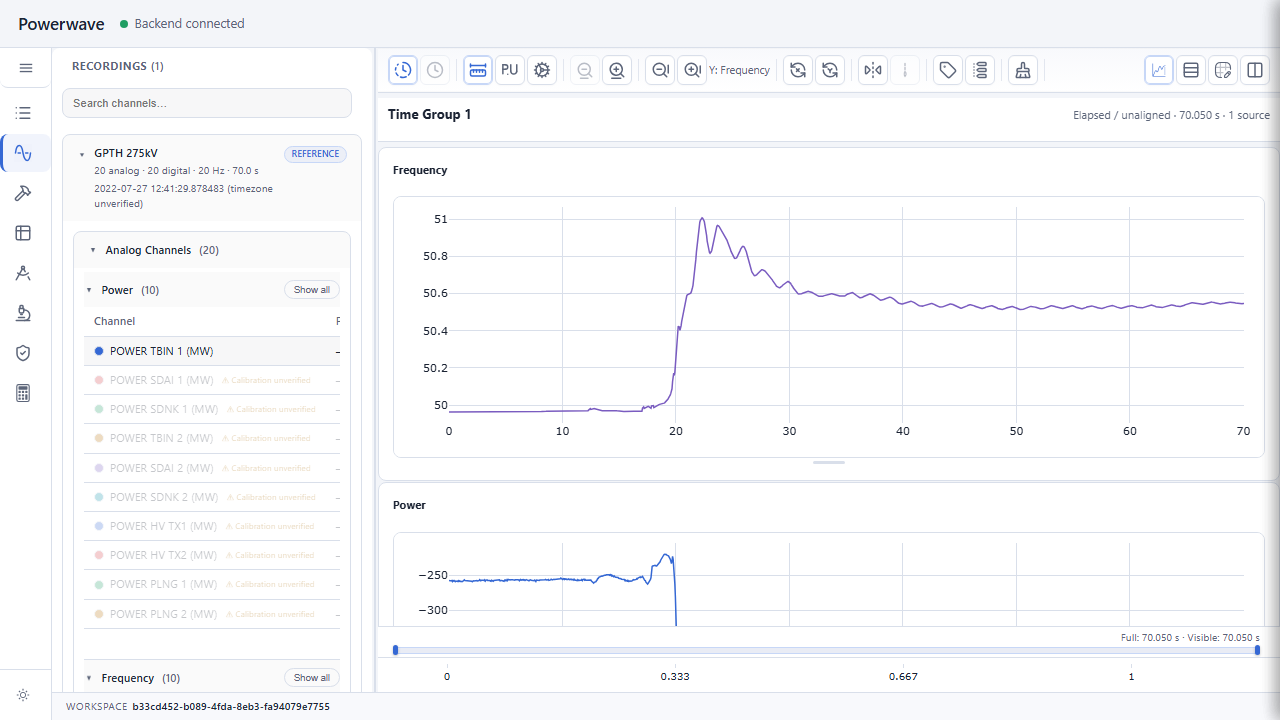 Powerwave
Backend connected
RECORDINGS (1)
Search channels...
GPTH 275kV
REFERENCE
20 analog · 20 digital · 20 Hz · 70.0 s
2022-07-27 12:41:29.878483 (timezone
unverified)
Analog Channels (20)
Power (10)
Show all
Channel
POWER TBIN 1 (MW)
POWER SDAI 1 (MW) ⚠ Calibration unverified
POWER SDNK 1 (MW) ⚠ Calibration unverified
POWER TBIN 2 (MW) ⚠ Calibration unverified
POWER SDAI 2 (MW) ⚠ Calibration unverified
POWER SDNK 2 (MW) ⚠ Calibration unverified
POWER HV TX1 (MW) ⚠ Calibration unverified
POWER HV TX2 (MW) ⚠ Calibration unverified
POWER PLNG 1 (MW) ⚠ Calibration unverified
POWER PLNG 2 (MW) ⚠ Calibration unverified
Frequency (10)
Show all
PU
Y: Frequency
Time Group 1
Elapsed / unaligned · 70.050 s · 1 source
Frequency
51
50.8
50.6
50.4
50.2
50
0 10 20 30 40 50 60 70
Power
−250
−300
Full: 70.050 s · Visible: 70.050 s
0 0.333 0.667 1
WORKSPACE b33cd452-b089-4fda-8eb3-fa94079e7755